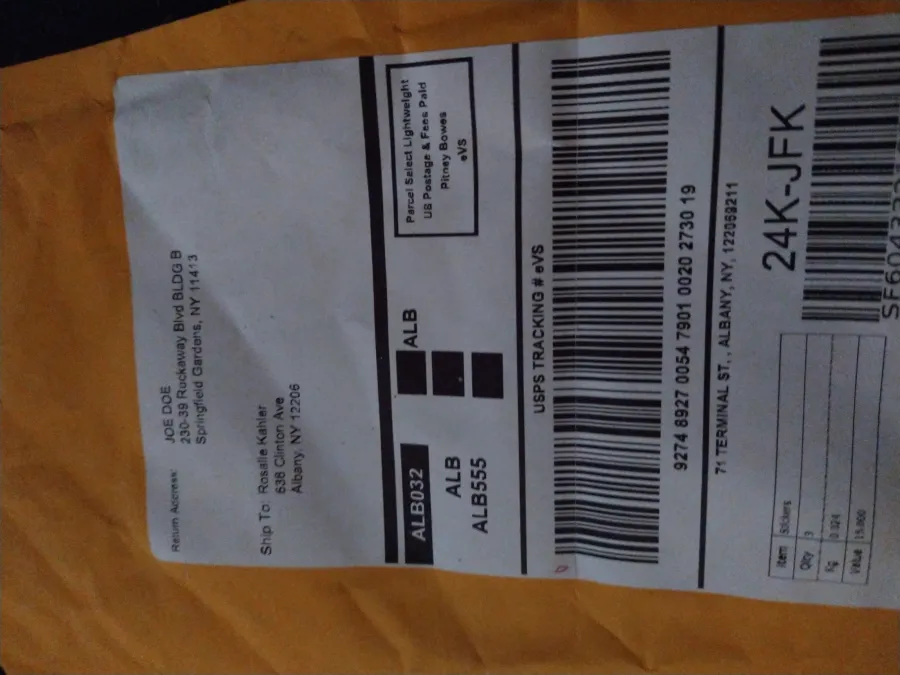 Return Address:
JOE DOE
230-39 Rockaway Blvd BLDG B
Springfield Gardens, NY 11413
Ship To: Rosalie Kahler
638 Clinton Ave
Albany, NY 12206
Parcel Select Lightweight
US Postage & Fees Paid
Pitney Bowes
eVS
ALB032
ALB
ALB
ALB555
USPS TRACKING # eVS
9274 8927 0054 7901 0020 2730 19
71 TERMINAL ST, , ALBANY, NY, 122069211
24K-JFK
Item Stickers
Qty 3
Kg 0.024
Value 15.000